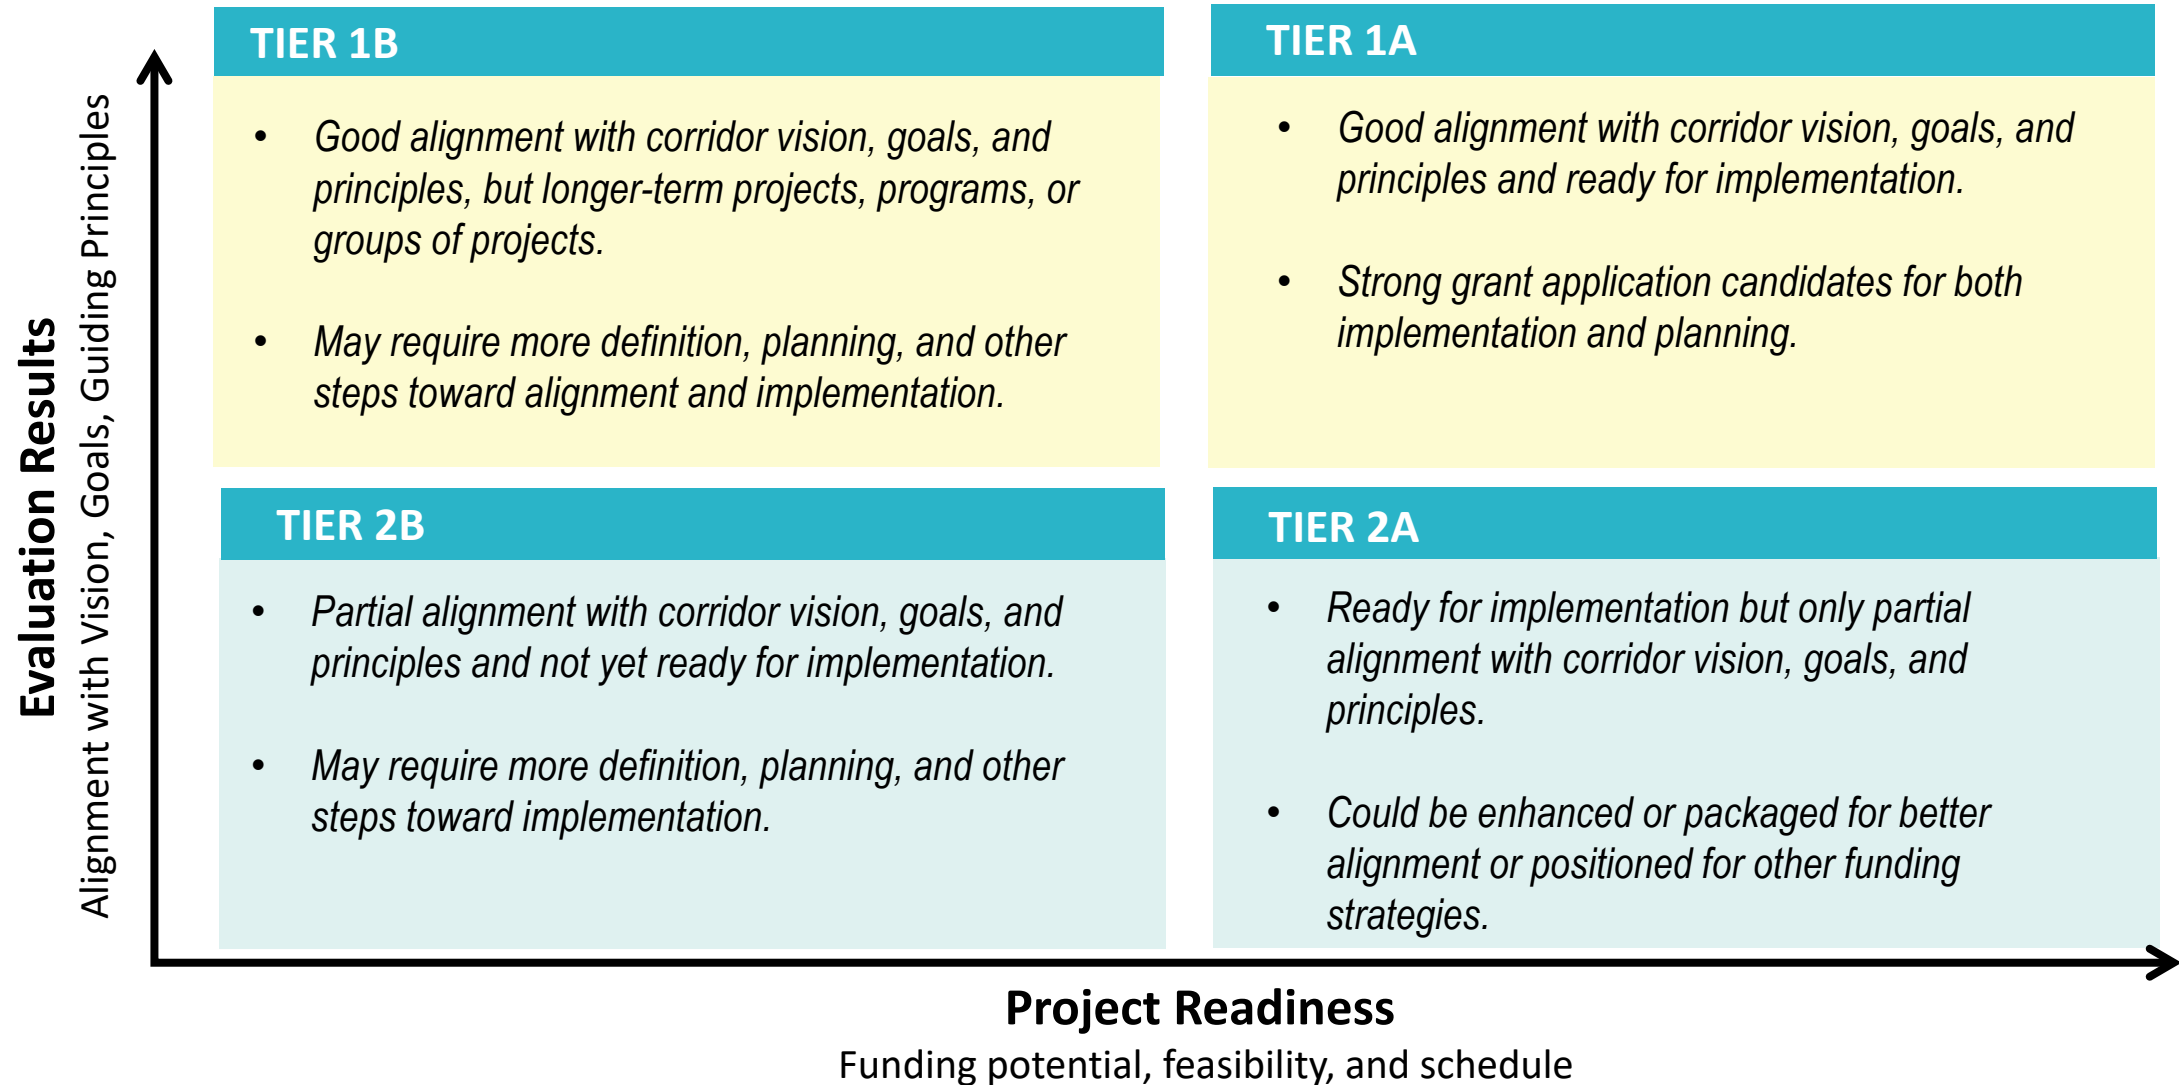 Evaluation Results
Alignment with Vision, Goals, Guiding Principles
TIER 1B
• Good alignment with corridor vision, goals, and
principles, but longer-term projects, programs, or
groups of projects.
• May require more definition, planning, and other
steps toward alignment and implementation.
TIER 1A
• Good alignment with corridor vision, goals, and
principles and ready for implementation.
• Strong grant application candidates for both
implementation and planning.
TIER 2B
• Partial alignment with corridor vision, goals, and
principles and not yet ready for implementation.
• May require more definition, planning, and other
steps toward implementation.
TIER 2A
• Ready for implementation but only partial
alignment with corridor vision, goals, and
principles.
• Could be enhanced or packaged for better
alignment or positioned for other funding
strategies.
Project Readiness
Funding potential, feasibility, and schedule